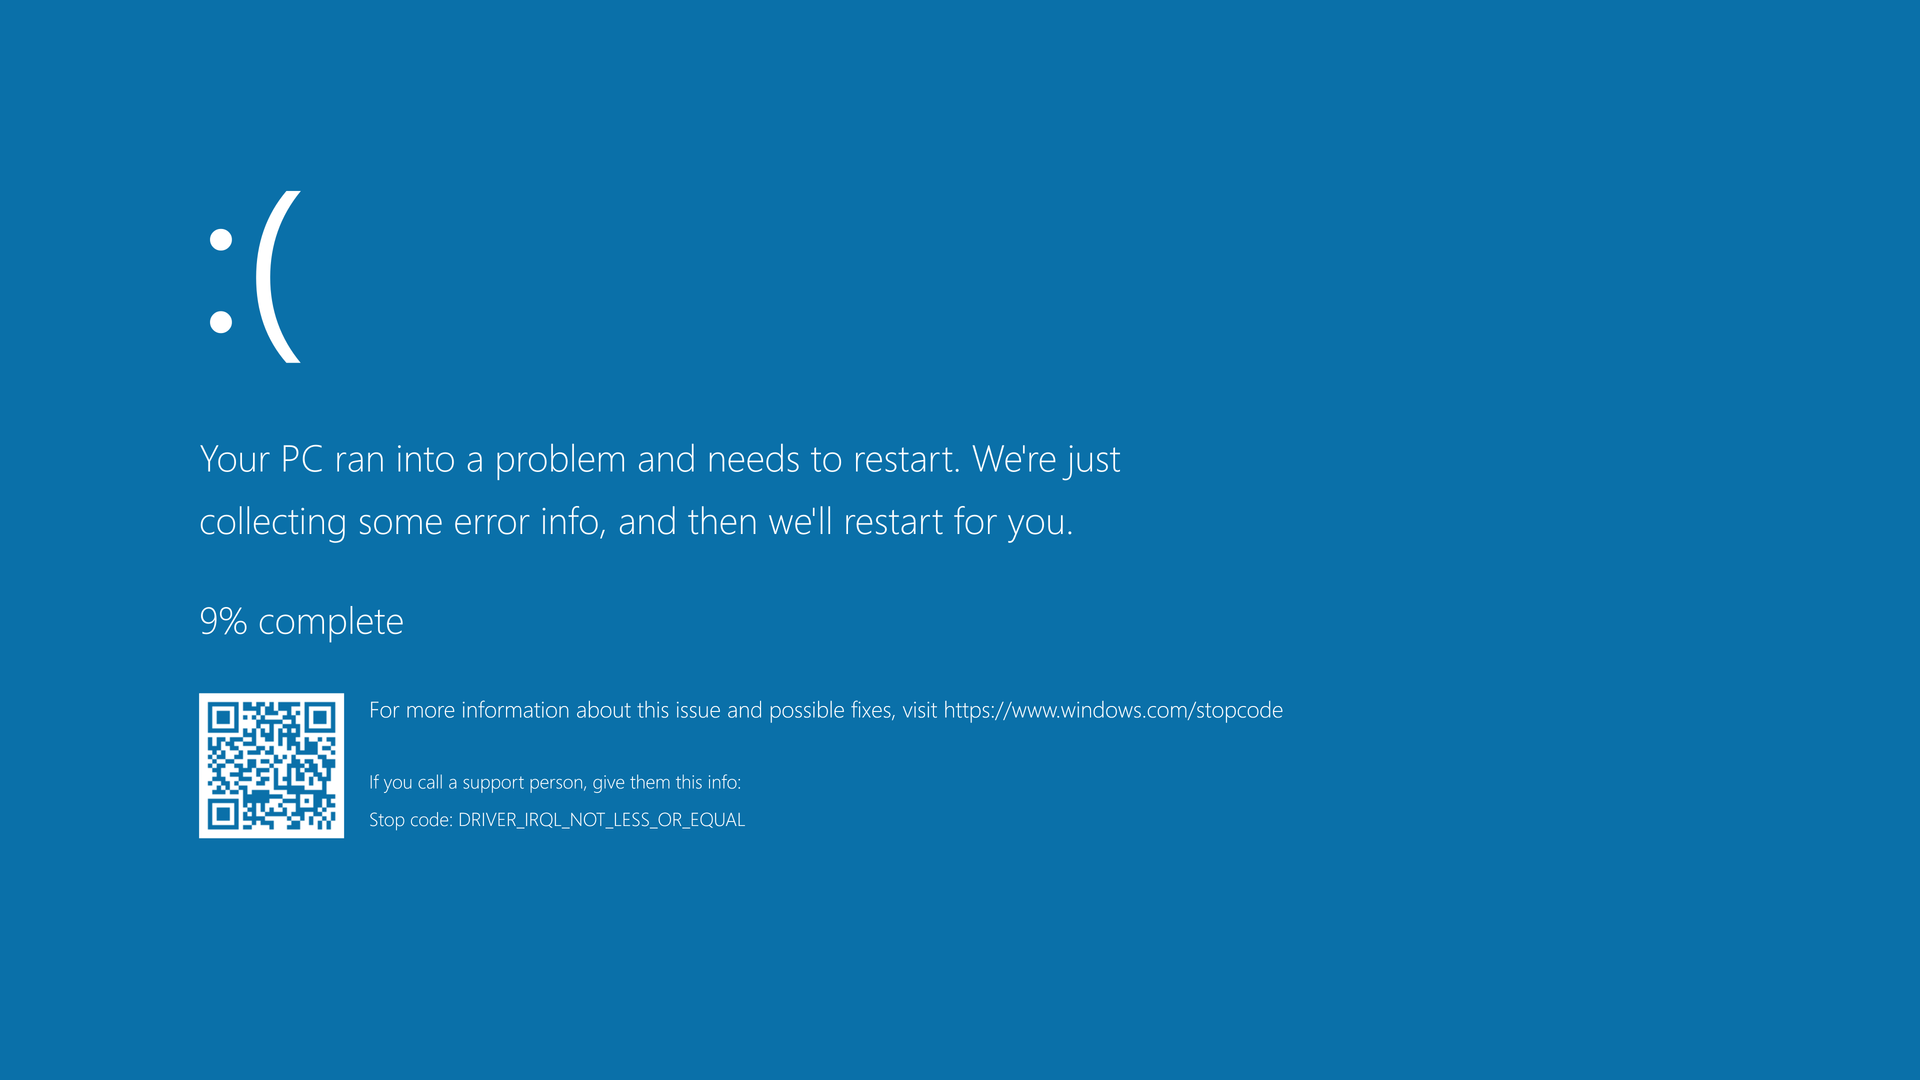 :(
Your PC ran into a problem and needs to restart. We're just
collecting some error info, and then we'll restart for you.
9% complete
For more information about this issue and possible fixes, visit https://www.windows.com/stopcode
If you call a support person, give them this info:
Stop code: DRIVER_IRQL_NOT_LESS_OR_EQUAL